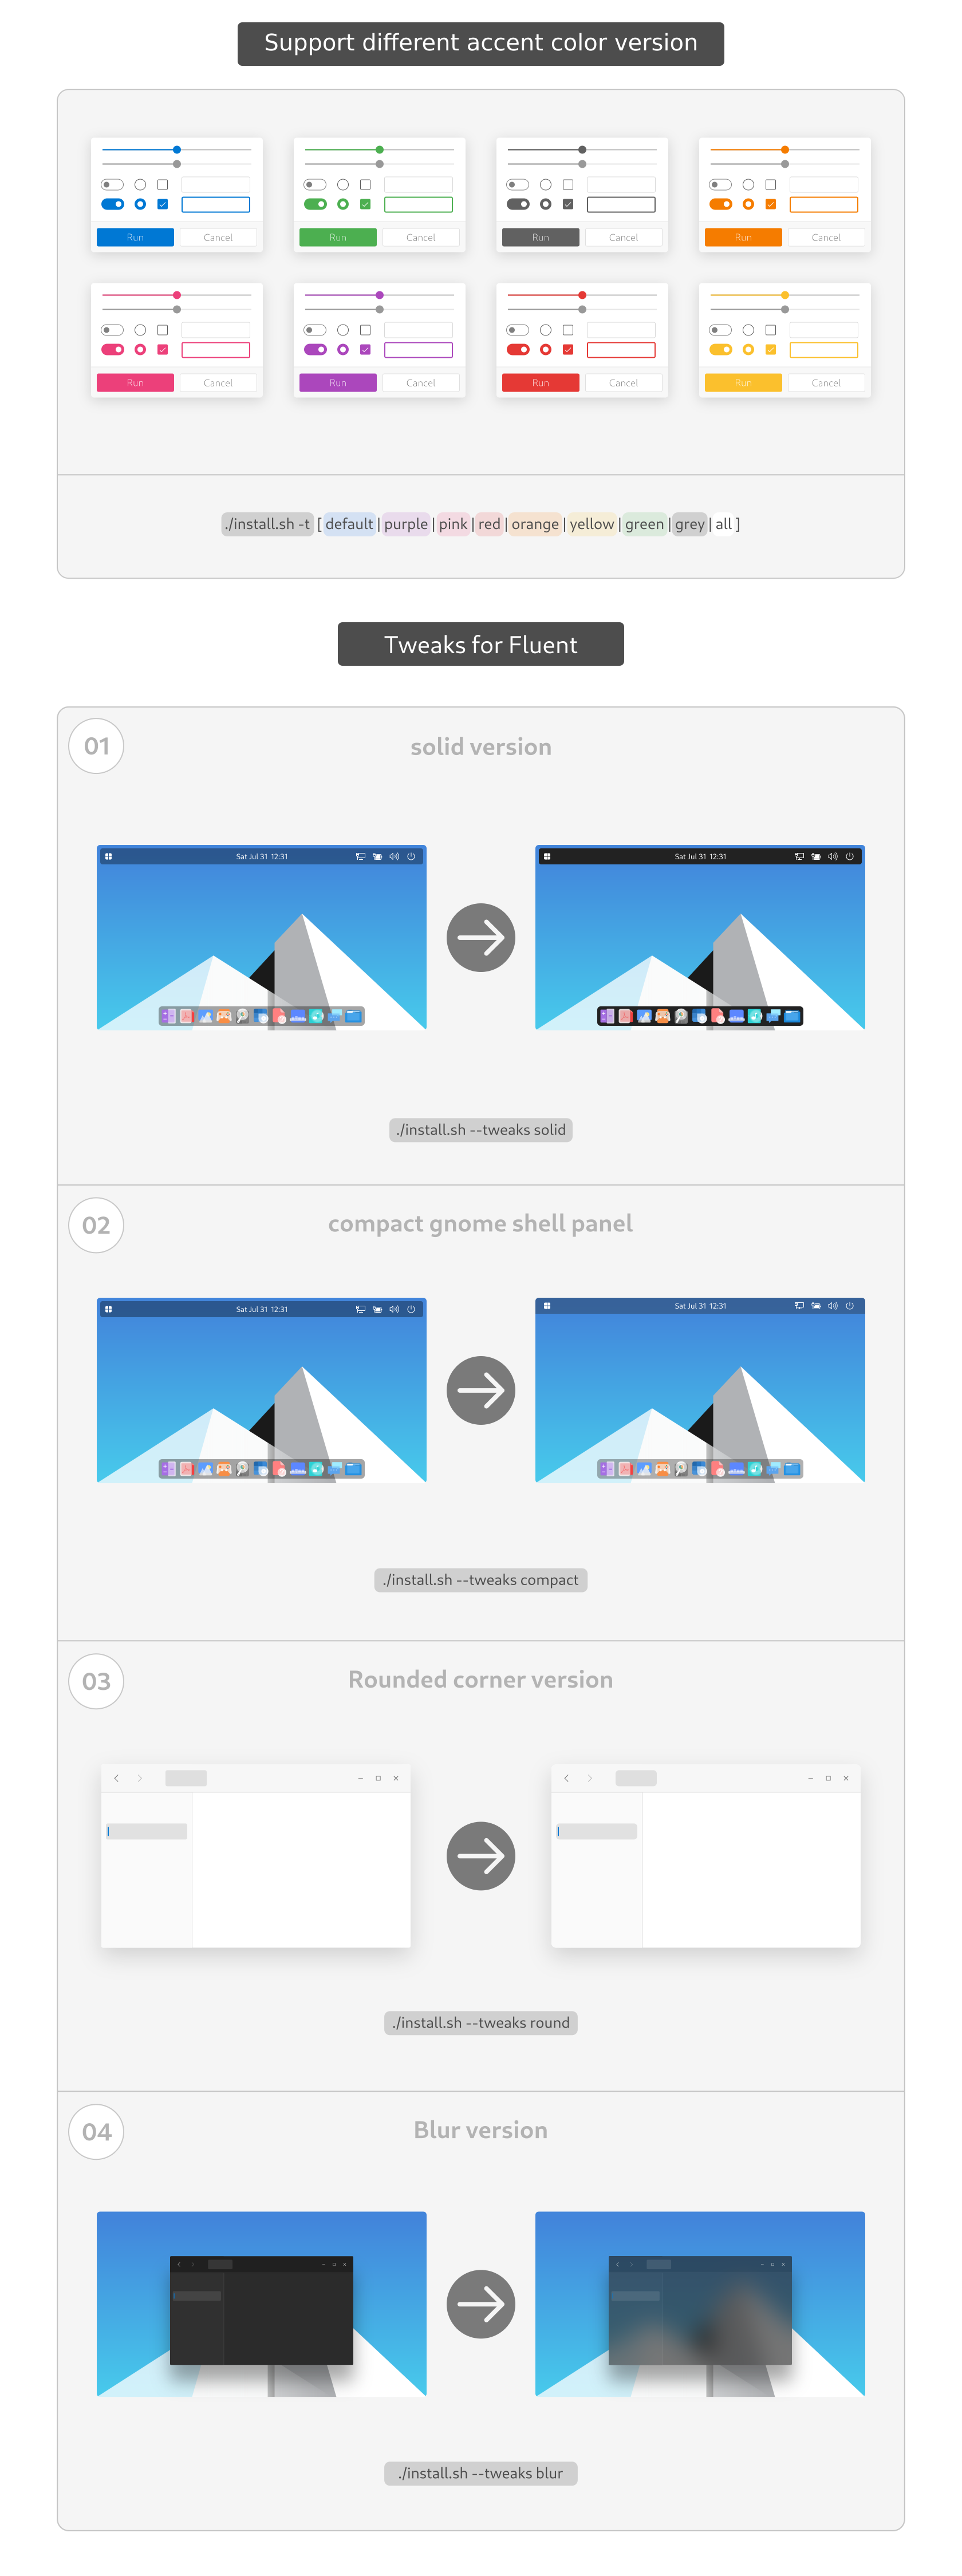 Support different accent color version
Run Cancel Run Cancel Run Cancel Run Cancel
Run Cancel Run Cancel Run Cancel Run Cancel
./install.sh -t [ default | purple | pink | red | orange | yellow | green | grey | all ]
Tweaks for Fluent
01
solid version
Sat Jul 31 12:31
Sat Jul 31 12:31
./install.sh --tweaks solid
02
compact gnome shell panel
Sat Jul 31 12:31
Sat Jul 31 12:31
./install.sh --tweaks compact
03
Rounded corner version
./install.sh --tweaks round
04
Blur version
./install.sh --tweaks blur